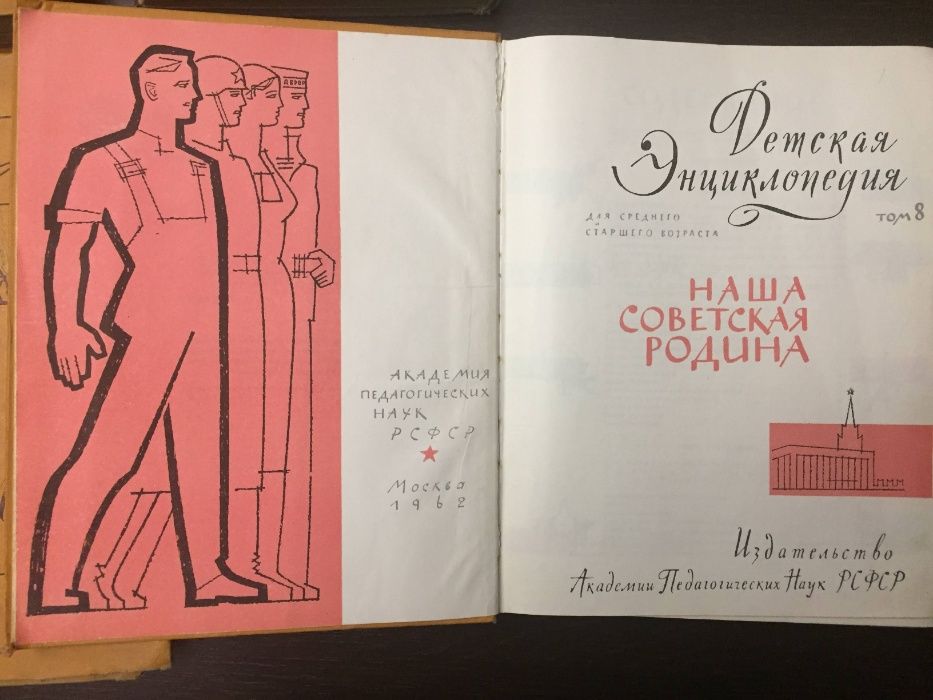 АВРОР
АКАДЕМИЯ
ПЕДАГОГИЧЕСКИХ
НАУК
РСФСР
Москва
1962
Детская
Энциклопедия
ДЛЯ СРЕДНЕГО
И
СТАРШЕГО ВОЗРАСТА
ТОМ 8
НАША
СОВЕТСКАЯ
РОДИНА
Издательство
Академии Педагогических Наук РСФСР